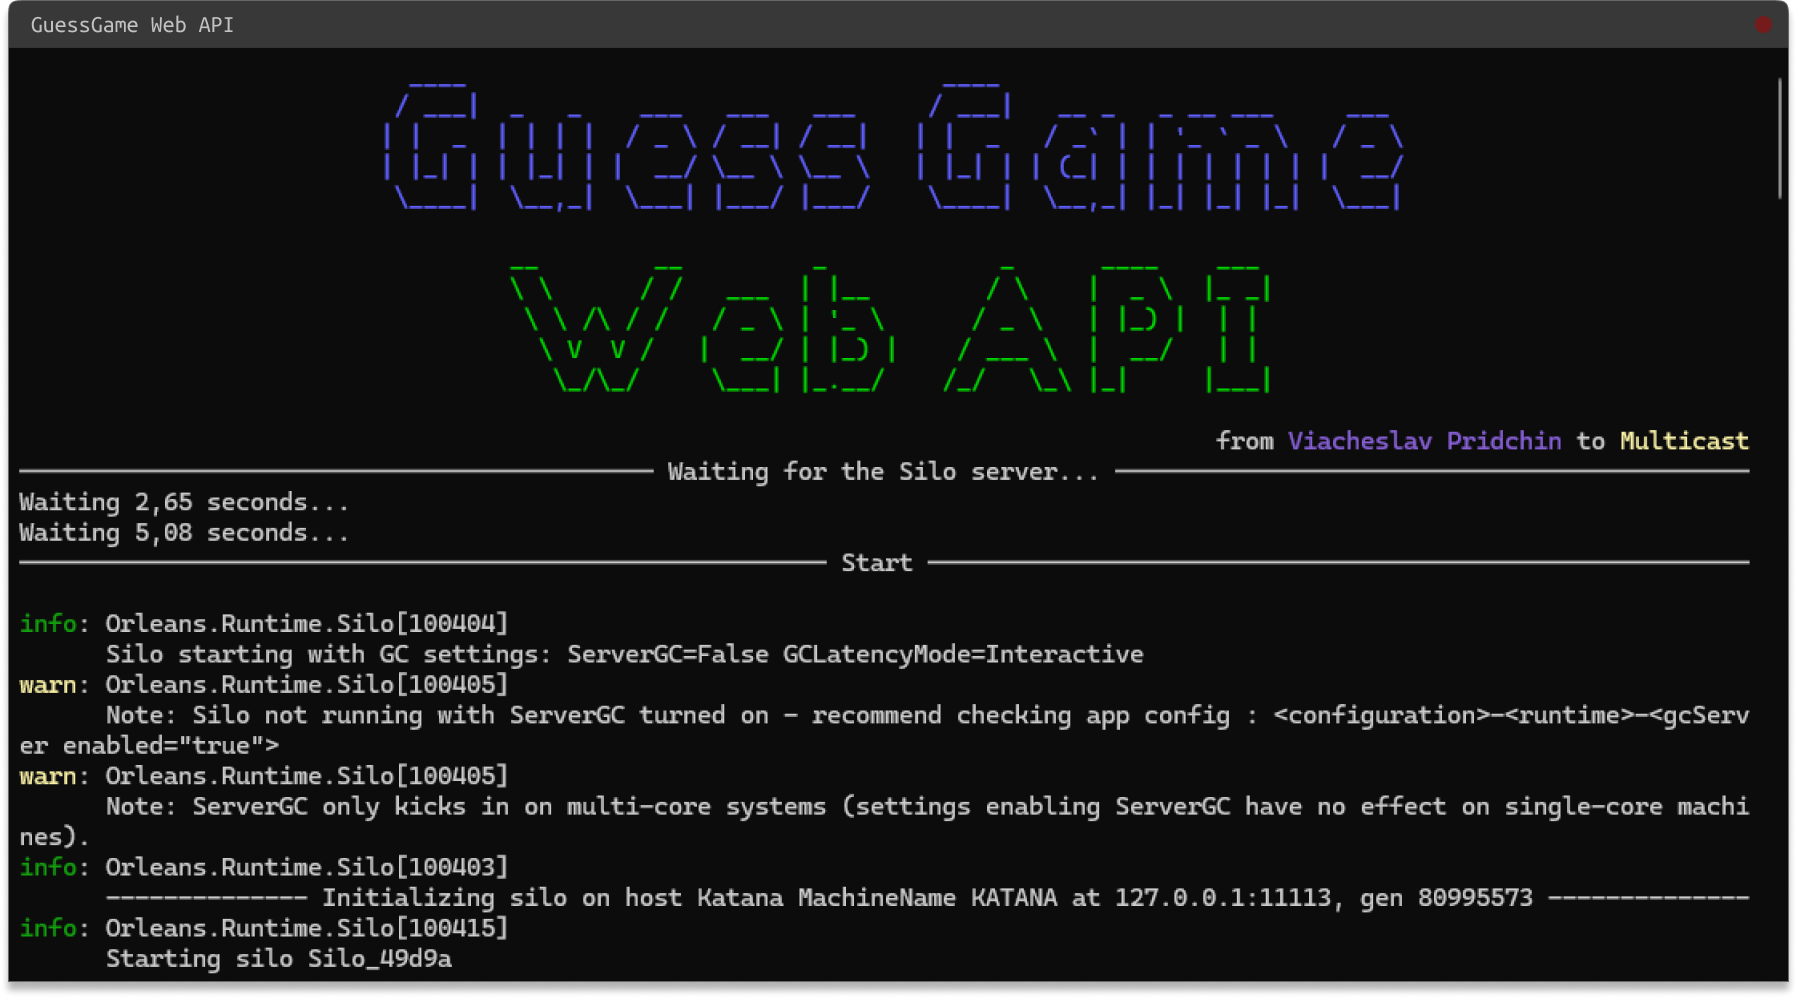 GuessGame Web API
Guess Game
Web API
from Viacheslav Pridchin to Multicast
Waiting for the Silo server...
Waiting 2,65 seconds...
Waiting 5,08 seconds...
Start
info: Orleans.Runtime.Silo[100404]
Silo starting with GC settings: ServerGC=False GCLatencyMode=Interactive
warn: Orleans.Runtime.Silo[100405]
Note: Silo not running with ServerGC turned on - recommend checking app config : <configuration>-<runtime>-<gcServ
er enabled="true">
warn: Orleans.Runtime.Silo[100405]
Note: ServerGC only kicks in on multi-core systems (settings enabling ServerGC have no effect on single-core machi
nes).
info: Orleans.Runtime.Silo[100403]
-------------- Initializing silo on host Katana MachineName KATANA at 127.0.0.1:11113, gen 80995573 --------------
info: Orleans.Runtime.Silo[100415]
Starting silo Silo_49d9a